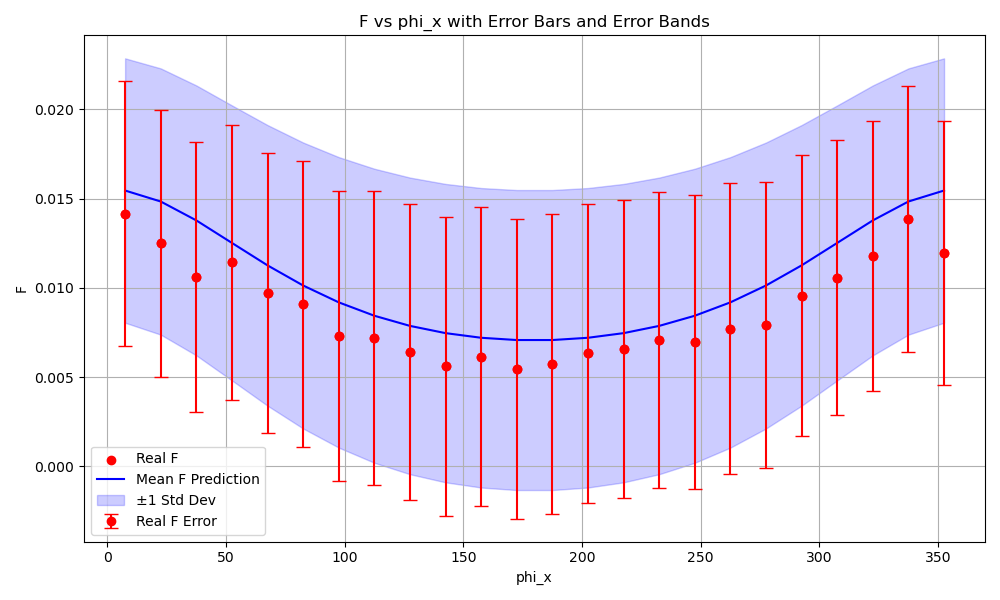 F vs phi_x with Error Bars and Error Bands
F
0.020
0.015
0.010
0.005
0.000
Real F
Mean F Prediction
±1 Std Dev
Real F Error
0 50 100 150 200 250 300 350
phi_x